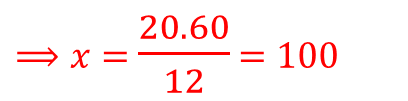 ⟹ x = 20.60/12 = 100